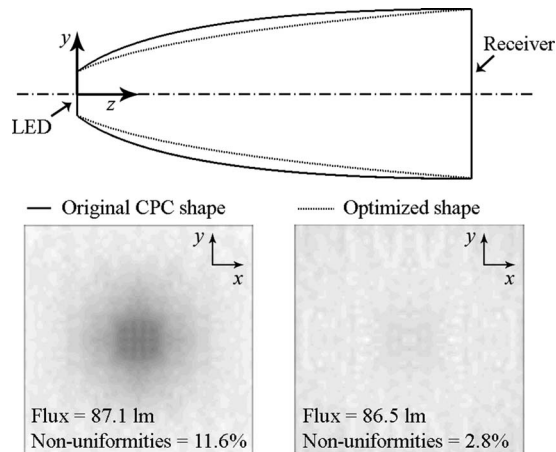 y
Receiver
z
LED
Original CPC shape
Optimized shape
y
x
y
x
Flux = 87.1 lm
Non-uniformities = 11.6%
Flux = 86.5 lm
Non-uniformities = 2.8%